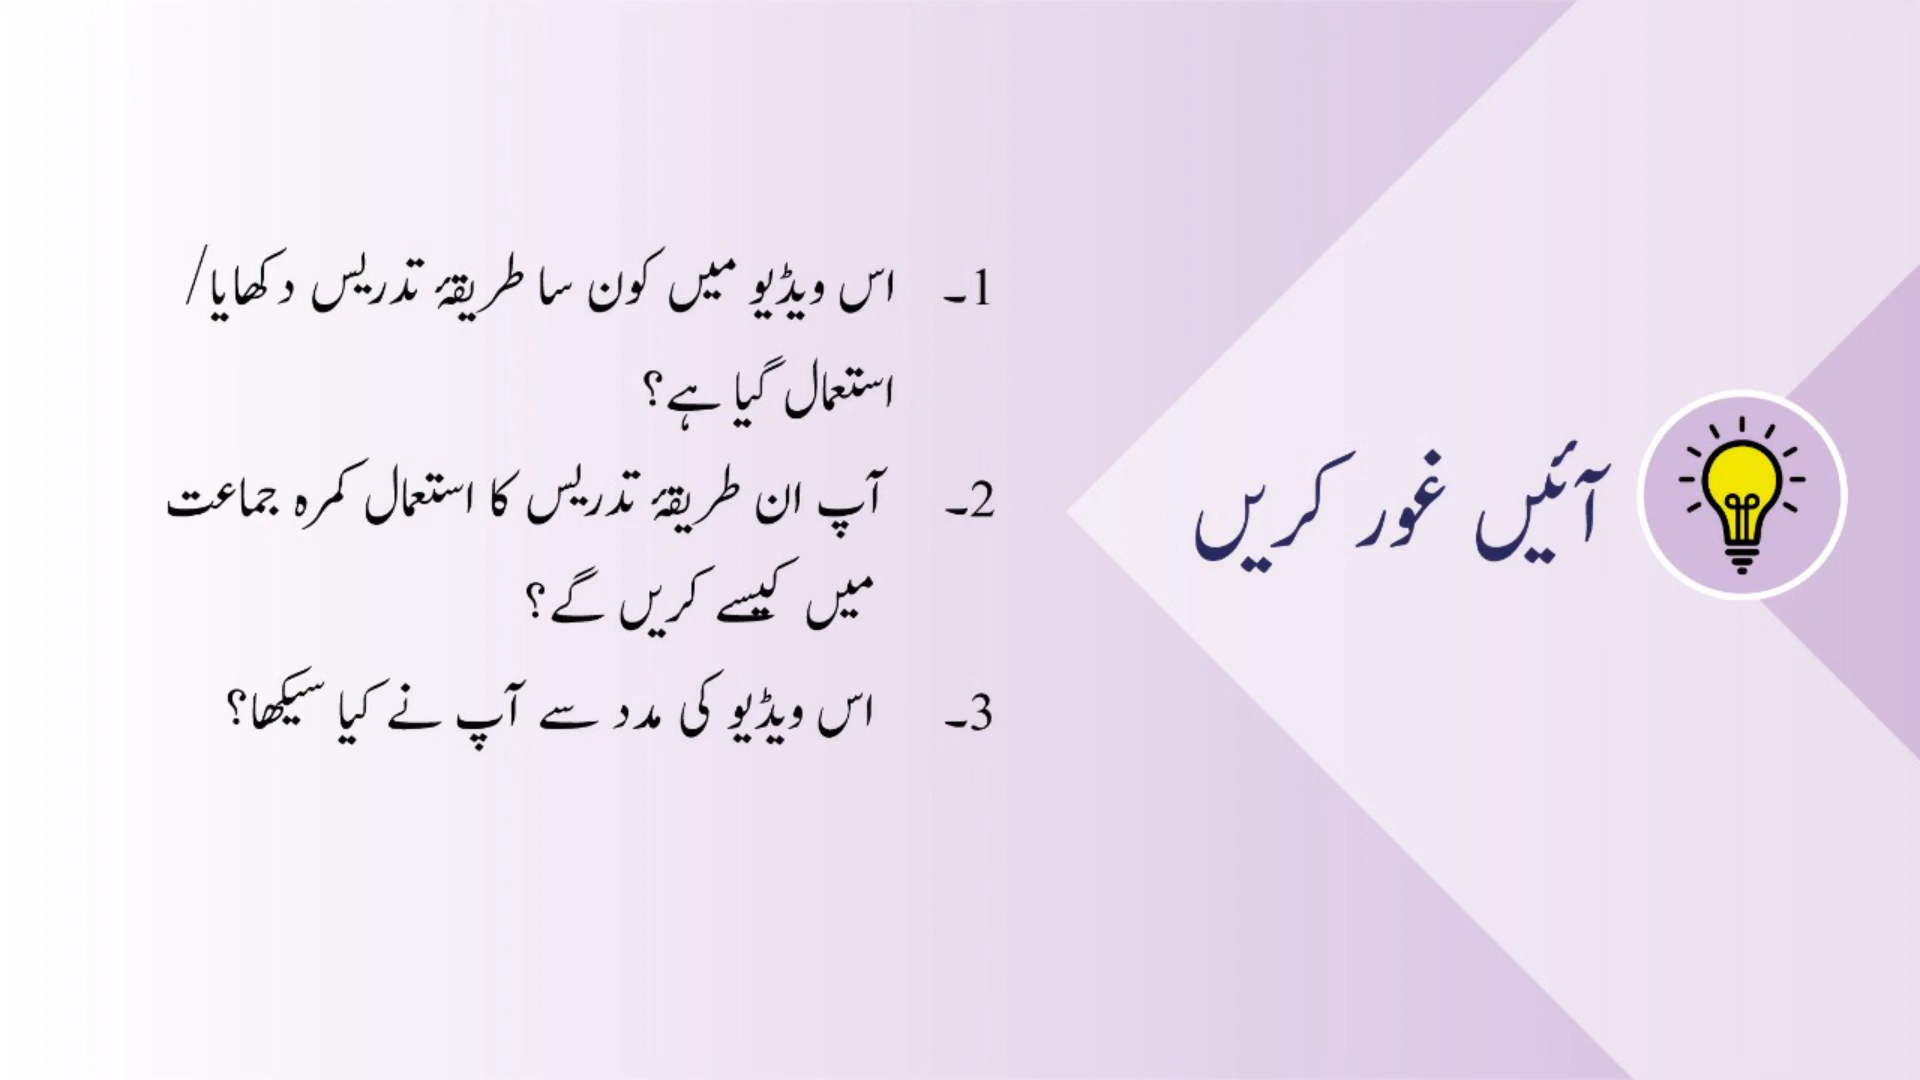 آئیں غور کریں
1۔ اس ویڈیو میں کون سا طریقۂ تدریس دکھایا/
استعمال گیا ہے؟
2۔ آپ ان طریقۂ تدریس کا استعمال کمرہ جماعت
میں کیسے کریں گے؟
3۔ اس ویڈیو کی مدد سے آپ نے کیا سیکھا؟